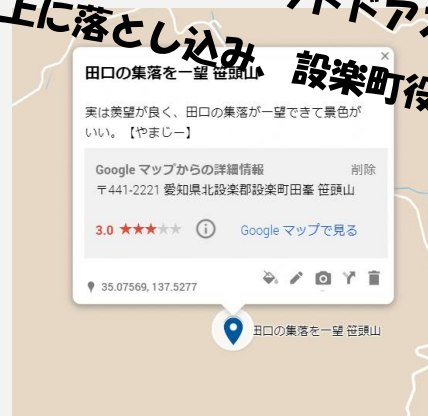 ウトドア
上に落とし込み、
設楽町役
田口の集落を一望 笹頭山
実は羨望が良く、田口の集落が一望できて景色が
いい。【やまじー】
Google マップからの詳細情報 削除
〒441-2221 愛知県北設楽郡設楽町田峯 笹頭山
3.0 Google マップで見る
35.07569, 137.5277
田口の集落を一望 笹頭山